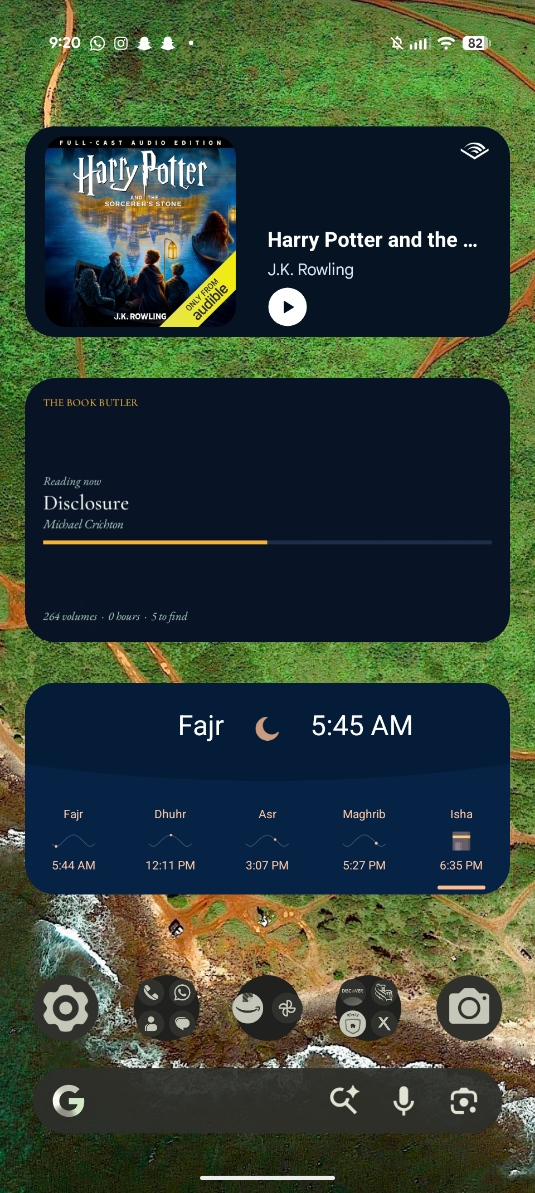 9:20
82
FULL-CAST AUDIO EDITION
Harry Potter
AND THE
SORCERER'S STONE
J.K. ROWLING
ONLY FROM
audible
Harry Potter and the ...
J.K. Rowling
THE BOOK BUTLER
Reading now
Disclosure
Michael Crichton
264 volumes · 0 hours · 5 to find
Fajr 5:45 AM
Fajr Dhuhr Asr Maghrib Isha
5:44 AM 12:11 PM 3:07 PM 5:27 PM 6:35 PM
DISCOVER
X
G